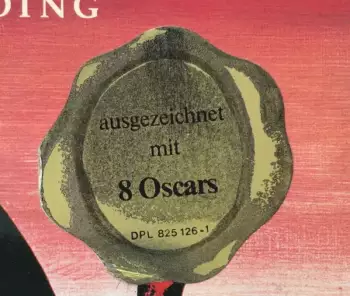 DING
ausgezeichnet
mit
8 Oscars
DPL 825 126-1